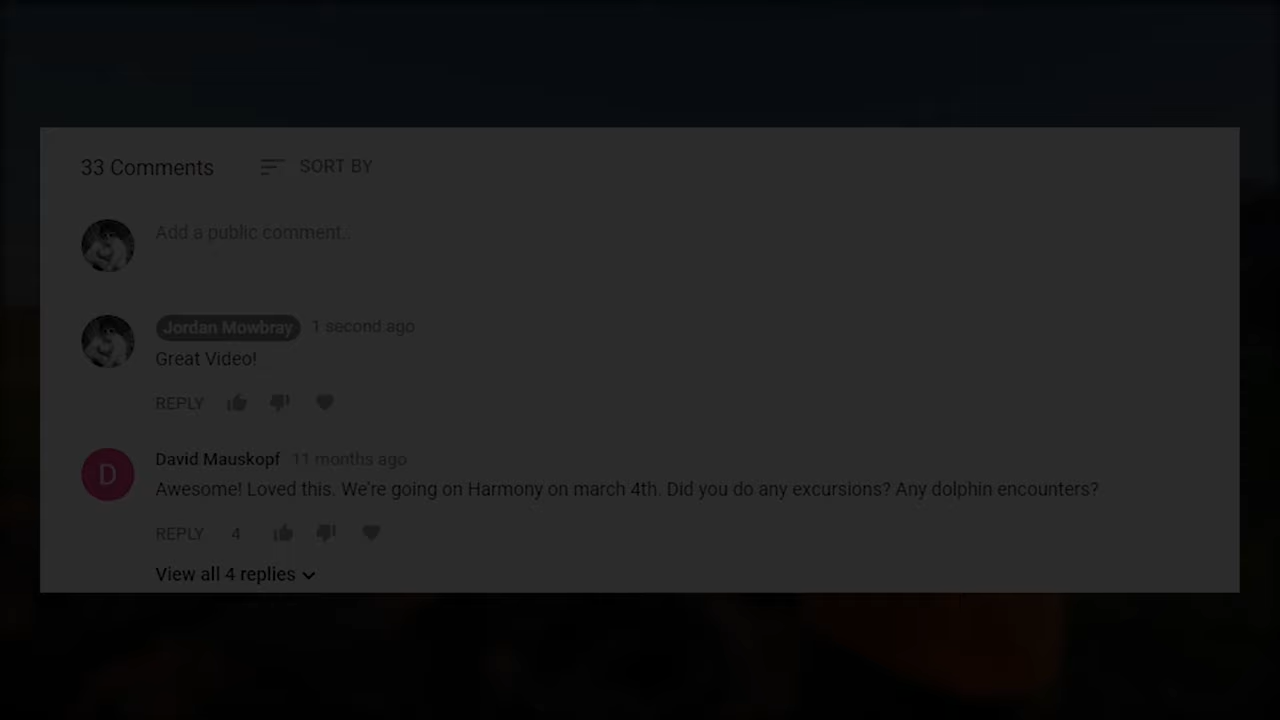 33 Comments SORT BY
Add a public comment..
Jordan Mowbray 1 second ago
Great Video!
REPLY
D David Mauskopf 11 months ago
Awesome! Loved this. We're going on Harmony on march 4th. Did you do any excursions? Any dolphin encounters?
REPLY 4
View all 4 replies